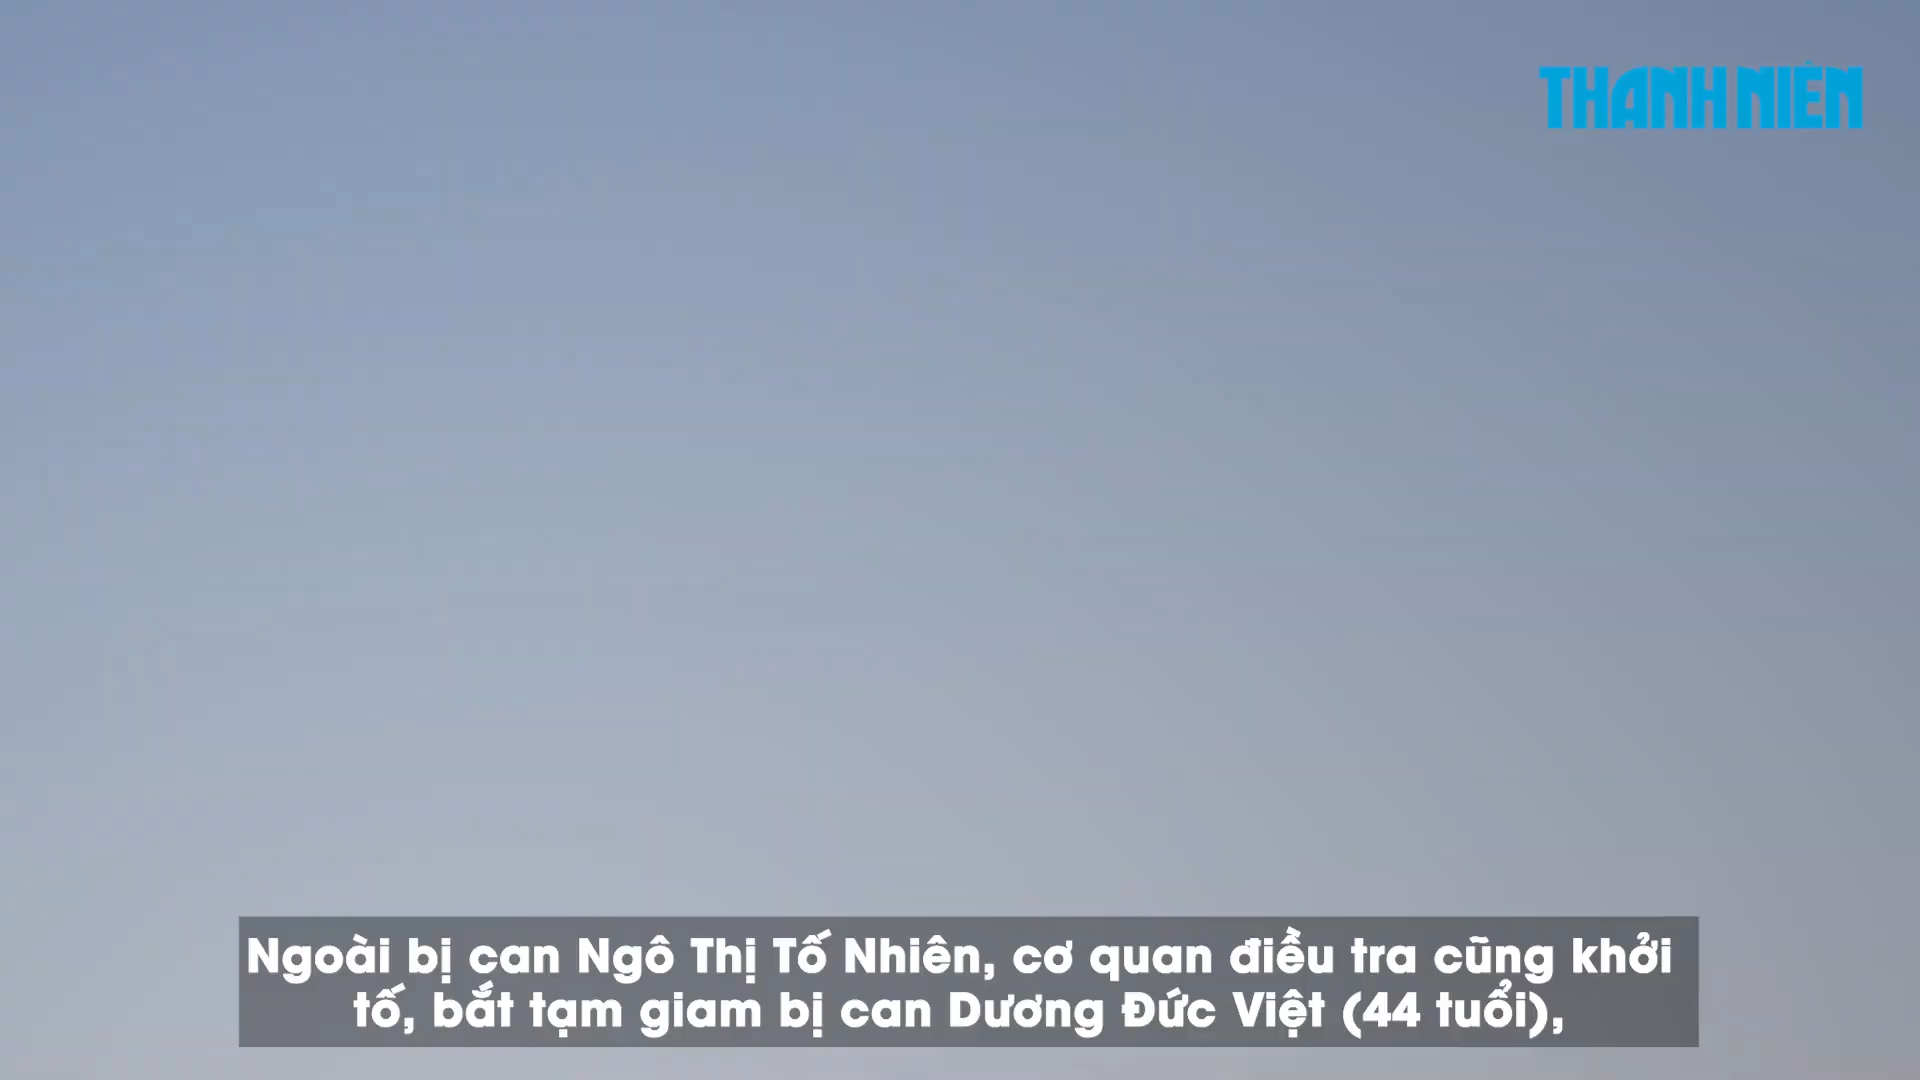 THANH NIÊN
Ngoài bị can Ngô Thị Tố Nhiên, cơ quan điều tra cũng khởi
tố, bắt tạm giam bị can Dương Đức Việt (44 tuổi),